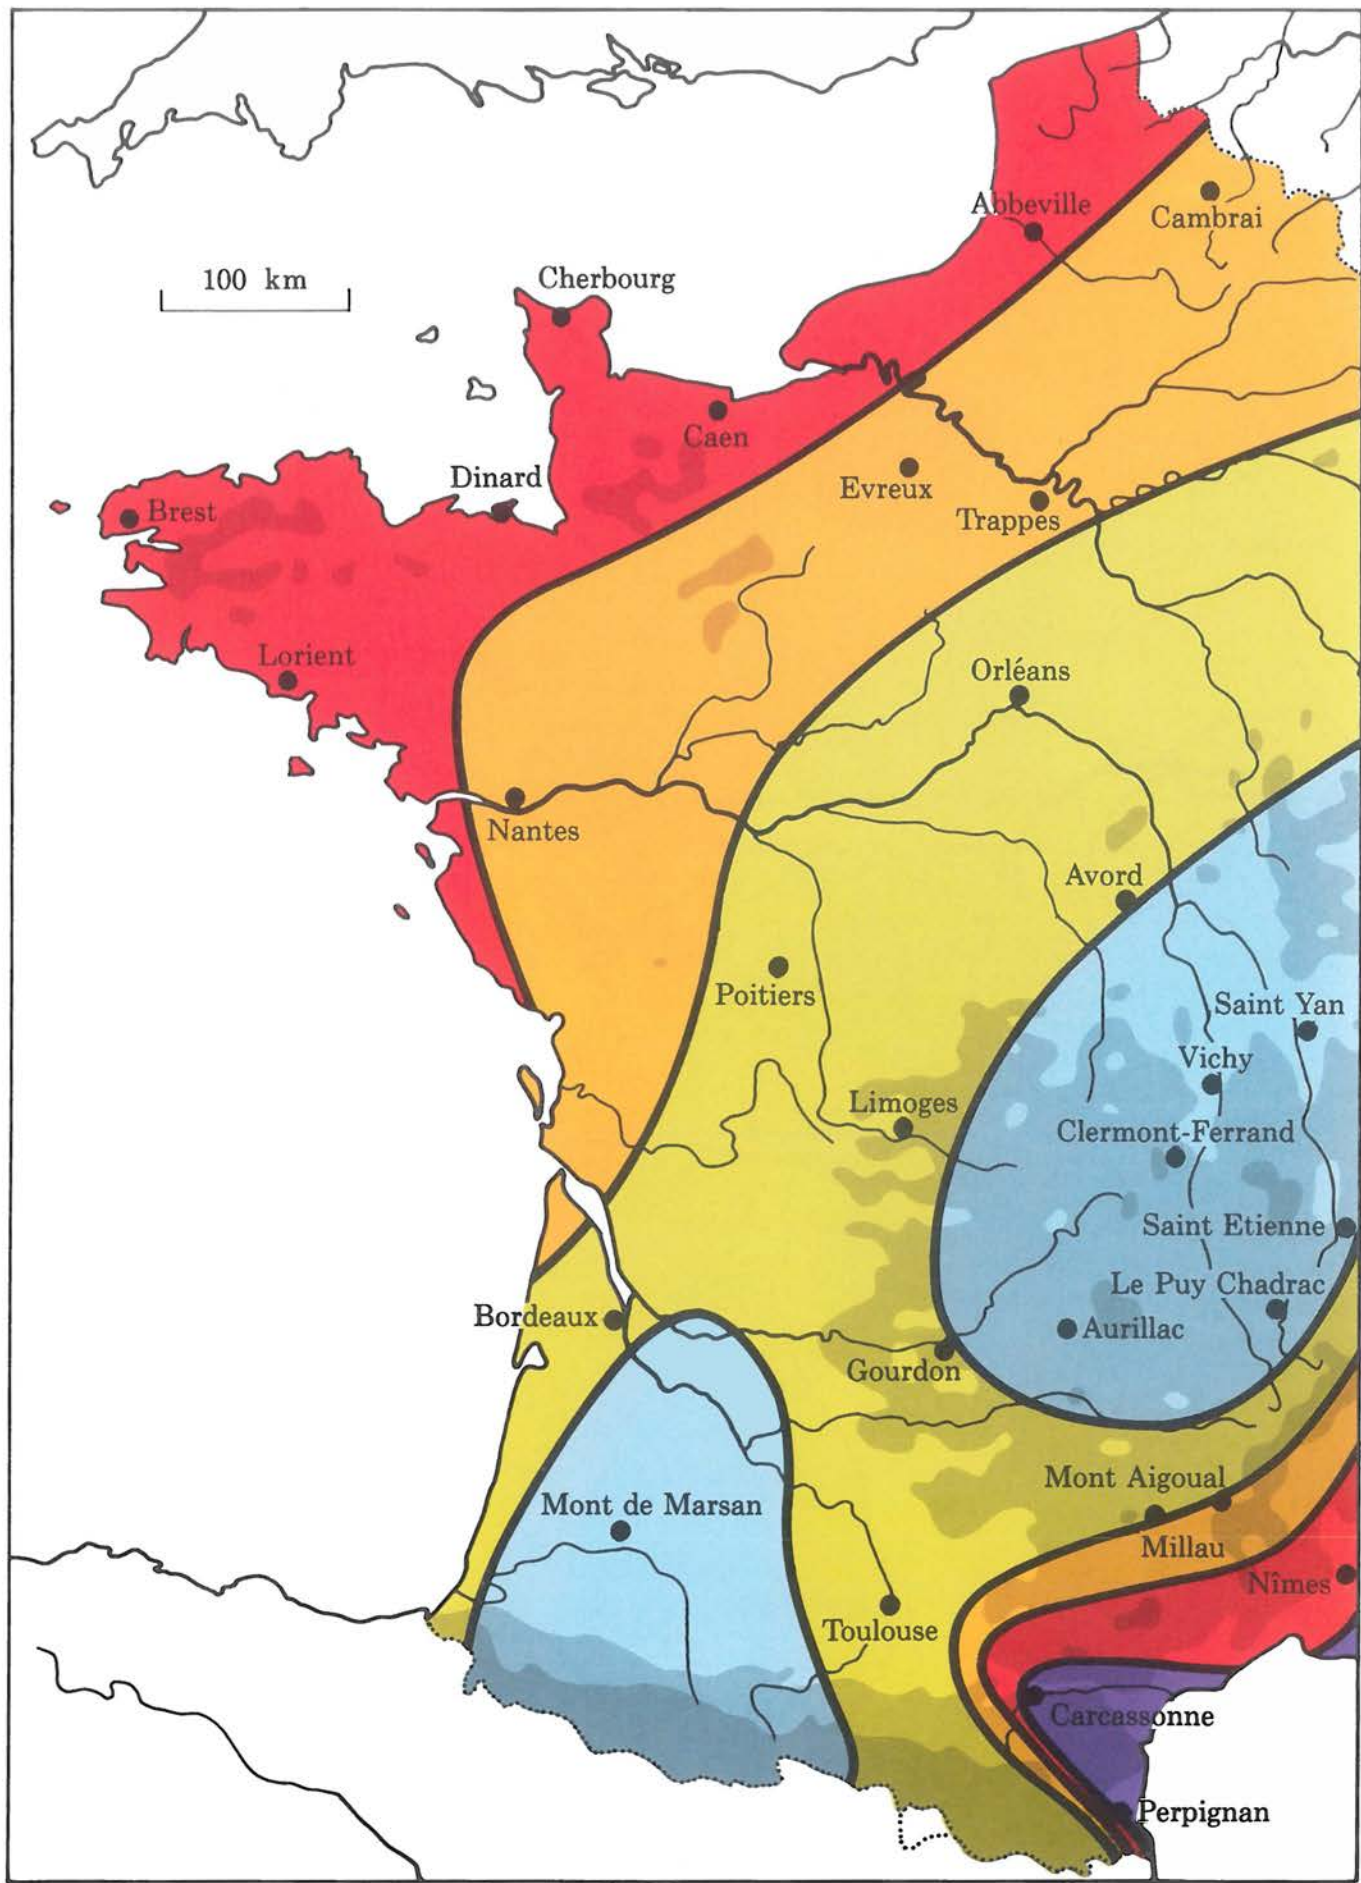 Abbeville
Cambrai
100 km
Cherbourg
Caen
Dinard
Evreux
Brest
Trappes
Lorient
Orléans
Nantes
Avord
Poitiers
Saint Yan
Vichy
Limoges
Clermont-Ferrand
Saint Etienne
Le Puy Chadrac
Bordeaux
Aurillac
Gourdon
Mont Aigoual
Mont de Marsan
Millau
Nîmes
Toulouse
Carcassonne
Perpignan